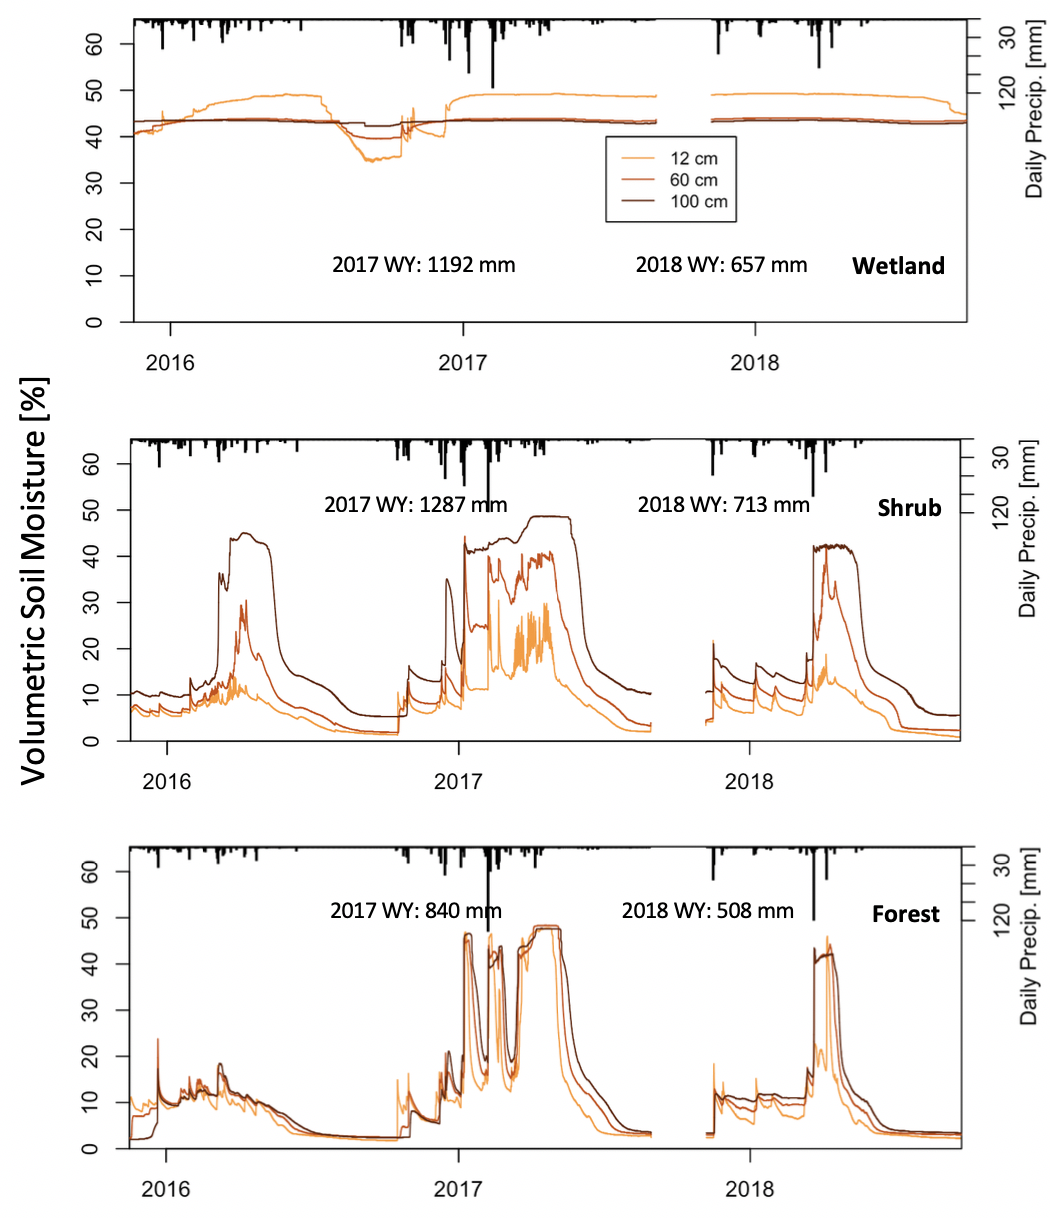 60
50
40
30
20
10
0
30
120
Daily Precip. [mm]
12 cm
60 cm
100 cm
2017 WY: 1192 mm
2018 WY: 657 mm
Wetland
2016
2017
2018
Volumetric Soil Moisture [%]
60
50
40
30
20
10
0
30
120
Daily Precip. [mm]
2017 WY: 1287 mm
2018 WY: 713 mm
Shrub
2016
2017
2018
60
50
40
30
20
10
0
30
120
Daily Precip. [mm]
2017 WY: 840 mm
2018 WY: 508 mm
Forest
2016
2017
2018